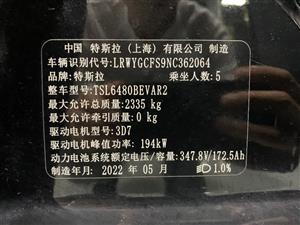 中国 特斯拉(上海)有限公司 制造
车辆识别代号: LRWYGCFS9NC362064
品牌: 特斯拉 乘坐人数: 5
整车型号: TSL6480BEVAR2
最大允许总质量: 2335 kg
最大允许牵引质量: 0 kg
驱动电机型号: 3D7
驱动电机峰值功率: 194kW
动力电池系统额定电压/容量: 347.8V/172.5Ah
制造年月: 2022 年 05 月 1.0%